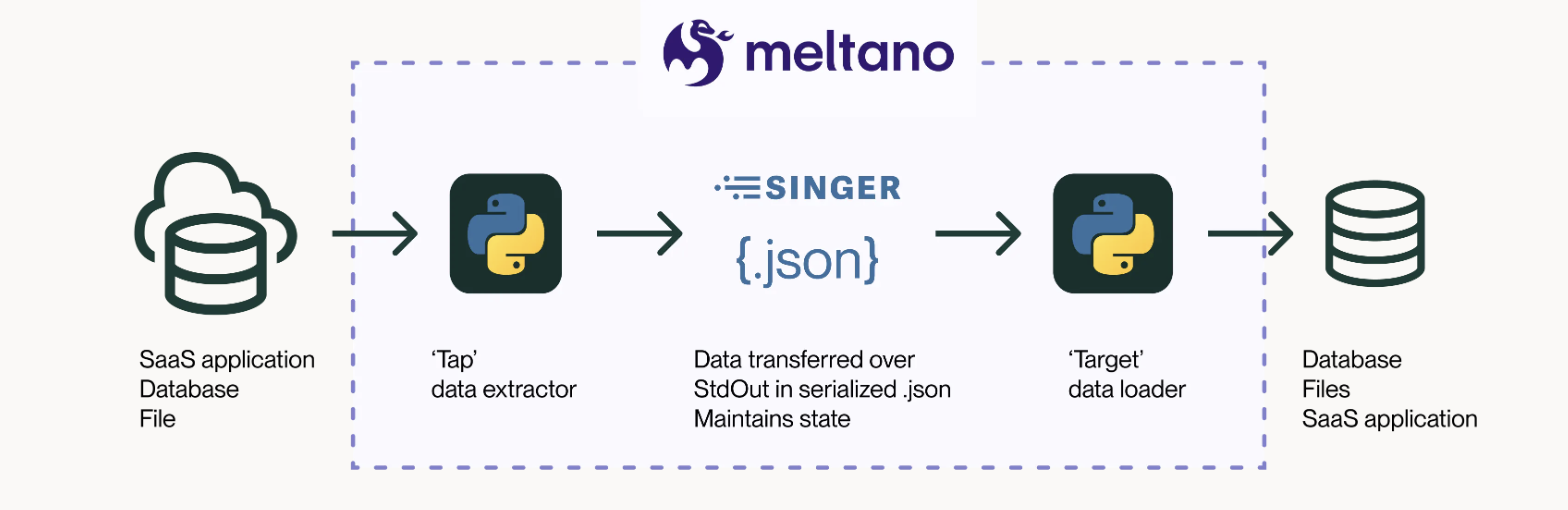 meltano
SINGER
{.json}
SaaS application
Database
File
‘Tap’
data extractor
Data transferred over
StdOut in serialized .json
Maintains state
‘Target’
data loader
Database
Files
SaaS application